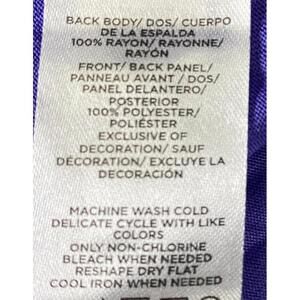 BACK BODY/ DOS/ CUERPO
DE LA ESPALDA
100% RAYON/ RAYONNE/
RAYÓN
FRONT/ BACK PANEL/
PANNEAU AVANT / DOS/
PANEL DELANTERO/
POSTERIOR
100% POLYESTER/
POLIÉSTER
EXCLUSIVE OF
DECORATION/ SAUF
DÉCORATION/ EXCLUYE LA
DECORACIÓN
MACHINE WASH COLD
DELICATE CYCLE WITH LIKE
COLORS
ONLY NON-CHLORINE
BLEACH WHEN NEEDED
RESHAPE DRY FLAT
COOL IRON WHEN NEEDED